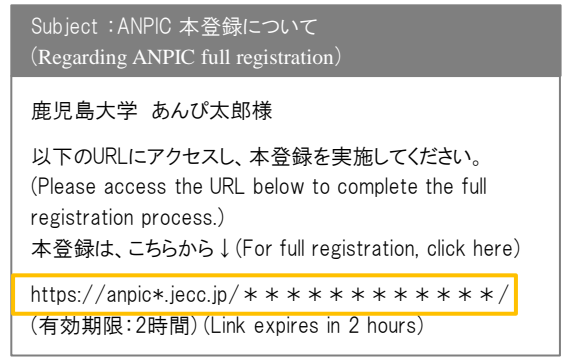 Subject :ANPIC 本登録について
（Regarding ANPIC full registration）
鹿児島大学 あんぴ太郎様
以下のURLにアクセスし、本登録を実施してください。
(Please access the URL below to complete the full
registration process.)
本登録は、こちらから↓(For full registration, click here)
https://anpic*.jecc.jp/＊＊＊＊＊＊＊＊＊＊＊＊/
(有効期限：2時間)(Link expires in 2 hours)